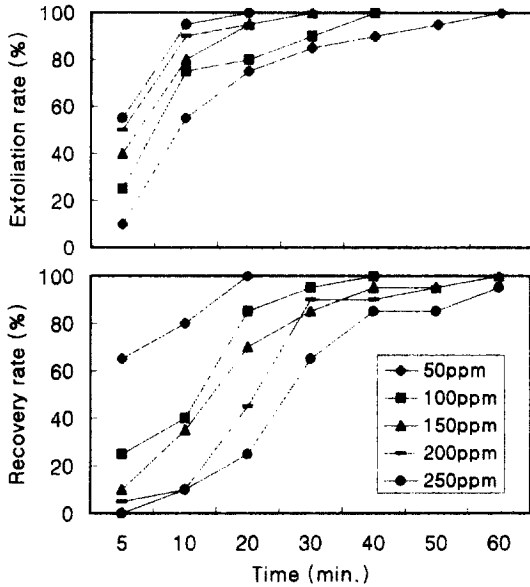 Exfoliation rate (%)
100
80
60
40
20
0
Recovery rate (%)
100
80
60
40
20
0
50ppm
100ppm
150ppm
200ppm
250ppm
5 10 20 30 40 50 60
Time (min.)